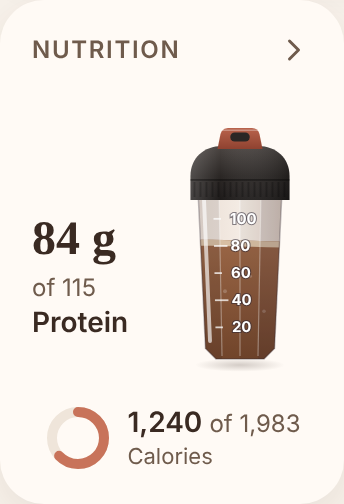 NUTRITION
100
80
60
40
20
84 g
of 115
Protein
1,240 of 1,983
Calories